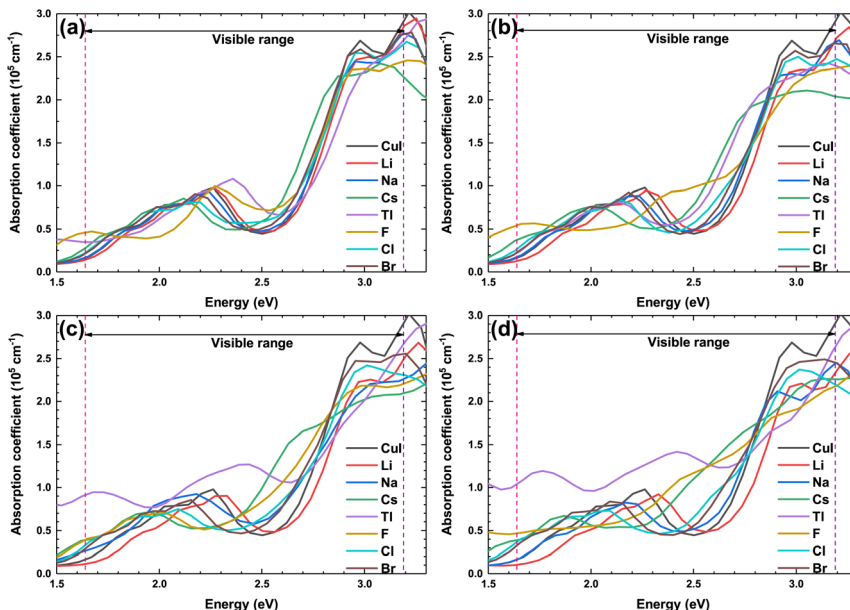 (a)
Visible range
Absorption coefficient (10⁵ cm⁻¹)
3.0
2.5
2.0
1.5
1.0
0.5
0.0
CuI
Li
Na
Cs
Tl
F
Cl
Br
1.5 2.0 2.5 3.0
Energy (eV)
(b)
Visible range
Absorption coefficient (10⁵ cm⁻¹)
3.0
2.5
2.0
1.5
1.0
0.5
0.0
CuI
Li
Na
Cs
Tl
F
Cl
Br
1.5 2.0 2.5 3.0
Energy (eV)
(c)
Visible range
Absorption coefficient (10⁵ cm⁻¹)
3.0
2.5
2.0
1.5
1.0
0.5
0.0
CuI
Li
Na
Cs
Tl
F
Cl
Br
1.5 2.0 2.5 3.0
Energy (eV)
(d)
Visible range
Absorption coefficient (10⁵ cm⁻¹)
3.0
2.5
2.0
1.5
1.0
0.5
0.0
CuI
Li
Na
Cs
Tl
F
Cl
Br
1.5 2.0 2.5 3.0
Energy (eV)